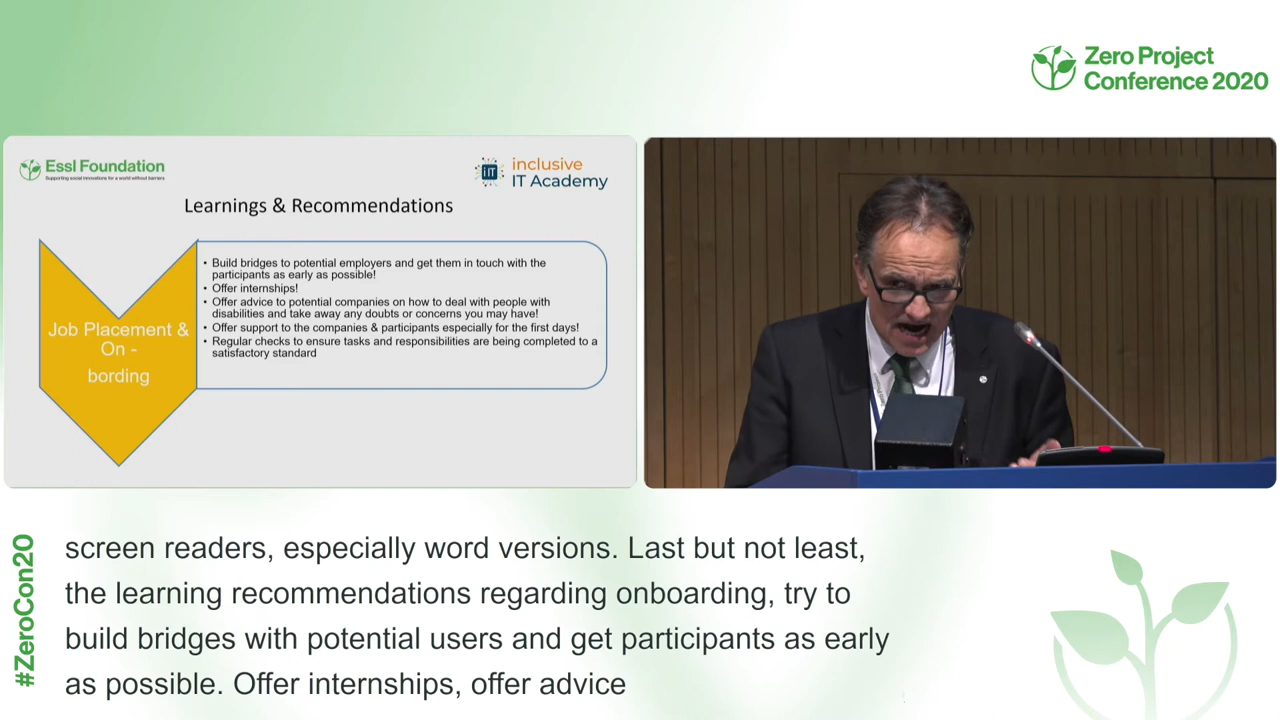 Zero Project
Conference 2020
Essl Foundation
Supporting social innovations for a world without barriers
iIT
inclusive
IT Academy
Learnings & Recommendations
Job Placement &
On -
bording
• Build bridges to potential employers and get them in touch with the
participants as early as possible!
• Offer internships!
• Offer advice to potential companies on how to deal with people with
disabilities and take away any doubts or concerns you may have!
• Offer support to the companies & participants especially for the first days!
• Regular checks to ensure tasks and responsibilities are being completed to a
satisfactory standard
#ZeroCon20
screen readers, especially word versions. Last but not least,
the learning recommendations regarding onboarding, try to
build bridges with potential users and get participants as early
as possible. Offer internships, offer advice